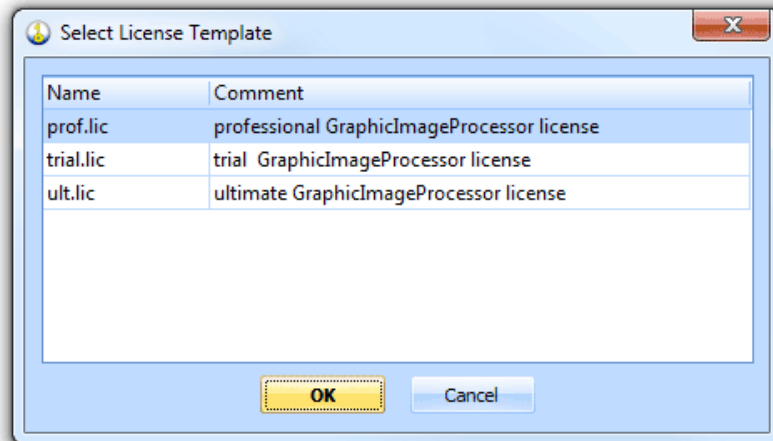 Select License Template
Name Comment
prof.lic professional GraphicImageProcessor license
trial.lic trial  GraphicImageProcessor license
ult.lic ultimate GraphicImageProcessor license
OK Cancel